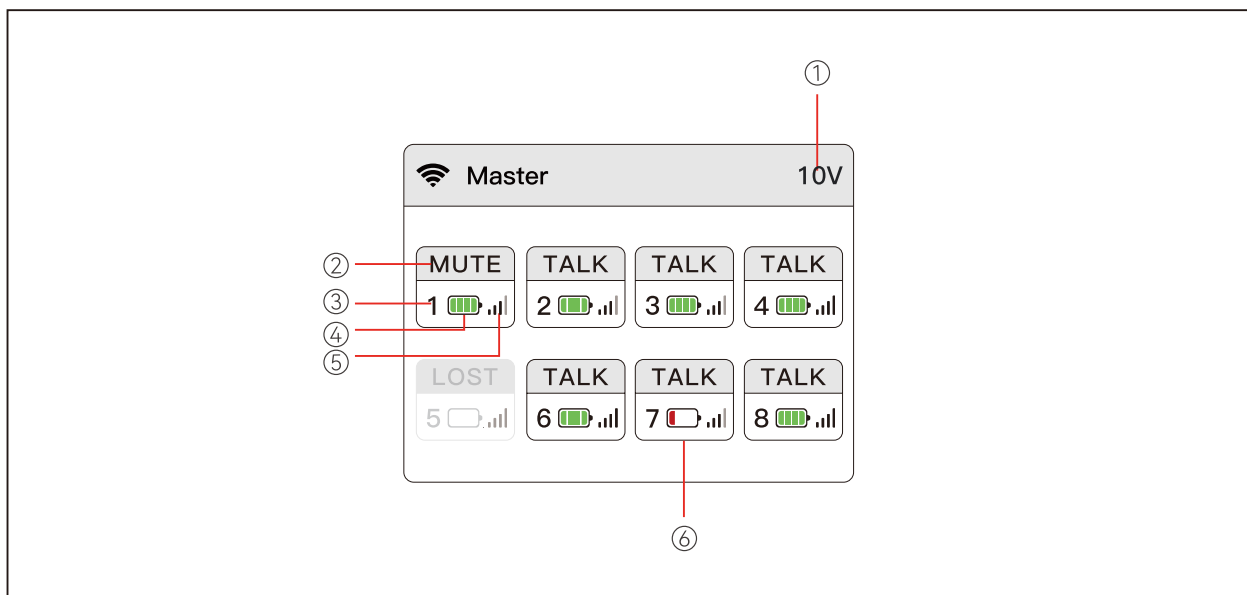 ①
Master 10V
② MUTE TALK TALK TALK
③ 1 2 3 4
④
⑤
LOST TALK TALK TALK
5 6 7 8
⑥